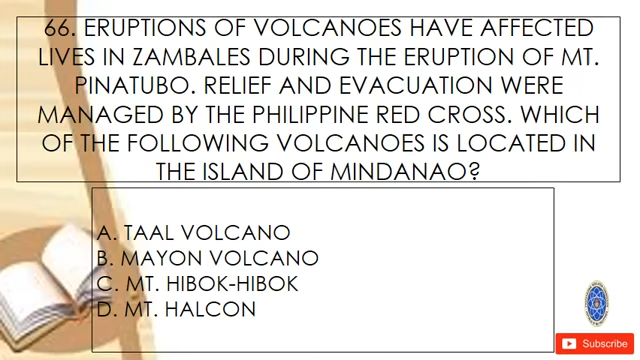 66. ERUPTIONS OF VOLCANOES HAVE AFFECTED
LIVES IN ZAMBALES DURING THE ERUPTION OF MT.
PINATUBO. RELIEF AND EVACUATION WERE
MANAGED BY THE PHILIPPINE RED CROSS. WHICH
OF THE FOLLOWING VOLCANOES IS LOCATED IN
THE ISLAND OF MINDANAO?
A. TAAL VOLCANO
B. MAYON VOLCANO
C. MT. HIBOK-HIBOK
D. MT. HALCON
Subscribe